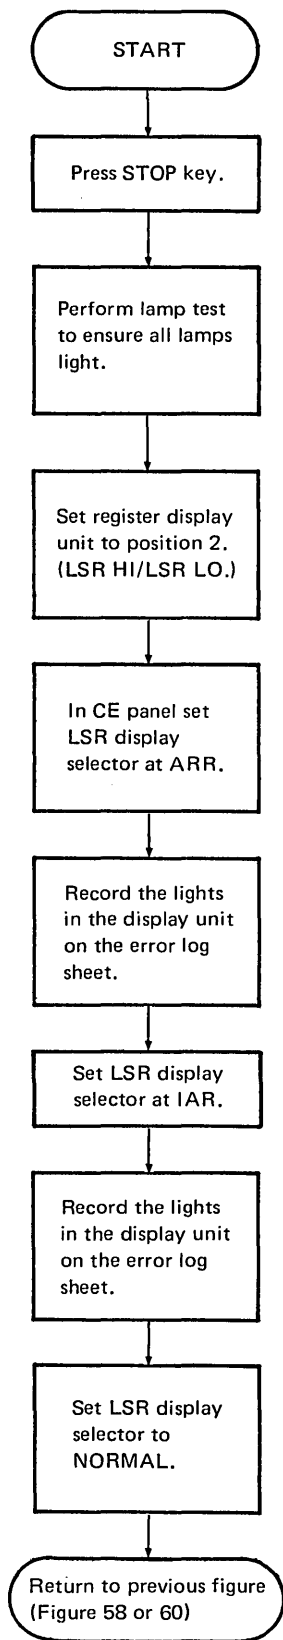 START
Press STOP key.
Perform lamp test
to ensure all lamps
light.
Set register display
unit to position 2.
(LSR HI/LSR LO.)
In CE panel set
LSR display
selector at ARR.
Record the lights
in the display unit
on the error log
sheet.
Set LSR display
selector at IAR.
Record the lights
in the display unit
on the error log
sheet.
Set LSR display
selector to
NORMAL.
Return to previous figure
(Figure 58 or 60)